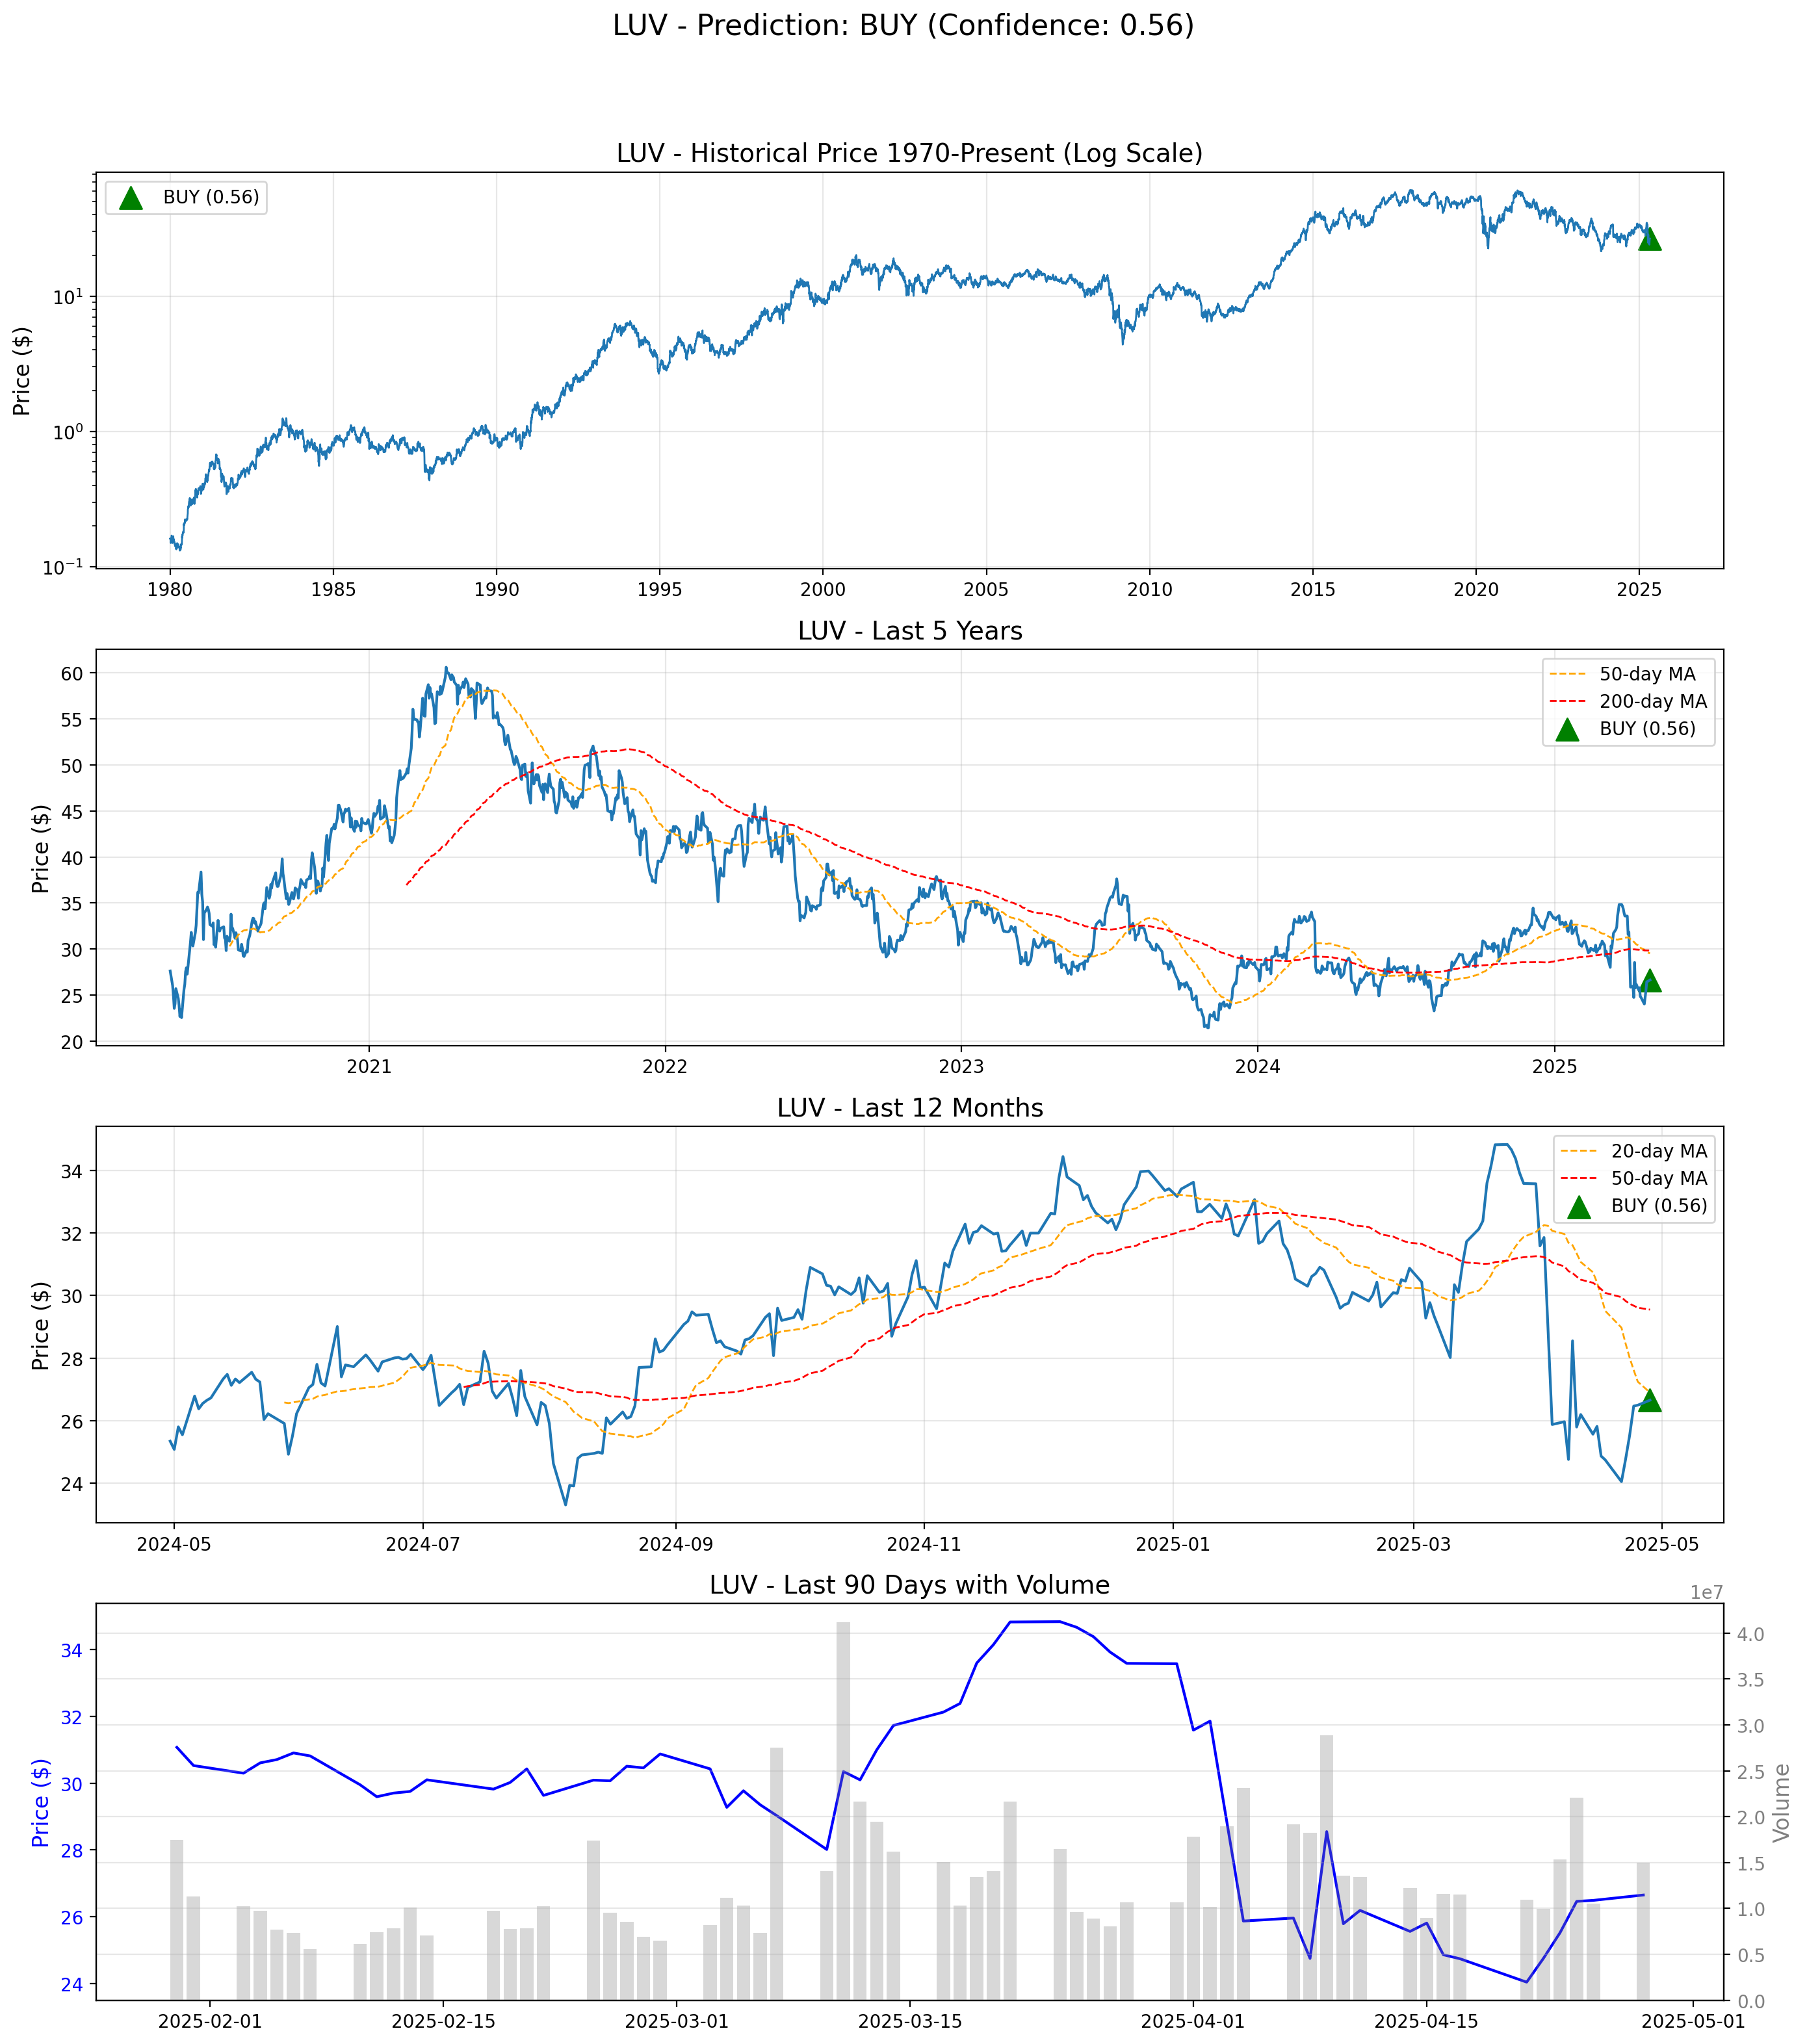 LUV - Prediction: BUY (Confidence: 0.56)
LUV - Historical Price 1970-Present (Log Scale)
BUY (0.56)
Price ($)
10¹
10⁰
10⁻¹
1980 1985 1990 1995 2000 2005 2010 2015 2020 2025
LUV - Last 5 Years
50-day MA
200-day MA
BUY (0.56)
Price ($)
60
55
50
45
40
35
30
25
20
2021 2022 2023 2024 2025
LUV - Last 12 Months
20-day MA
50-day MA
BUY (0.56)
Price ($)
34
32
30
28
26
24
2024-05 2024-07 2024-09 2024-11 2025-01 2025-03 2025-05
LUV - Last 90 Days with Volume
1e7
Price ($)
34
32
30
28
26
24
4.0
3.5
3.0
2.5
2.0
1.5
1.0
0.5
0.0
Volume
2025-02-01 2025-02-15 2025-03-01 2025-03-15 2025-04-01 2025-04-15 2025-05-01